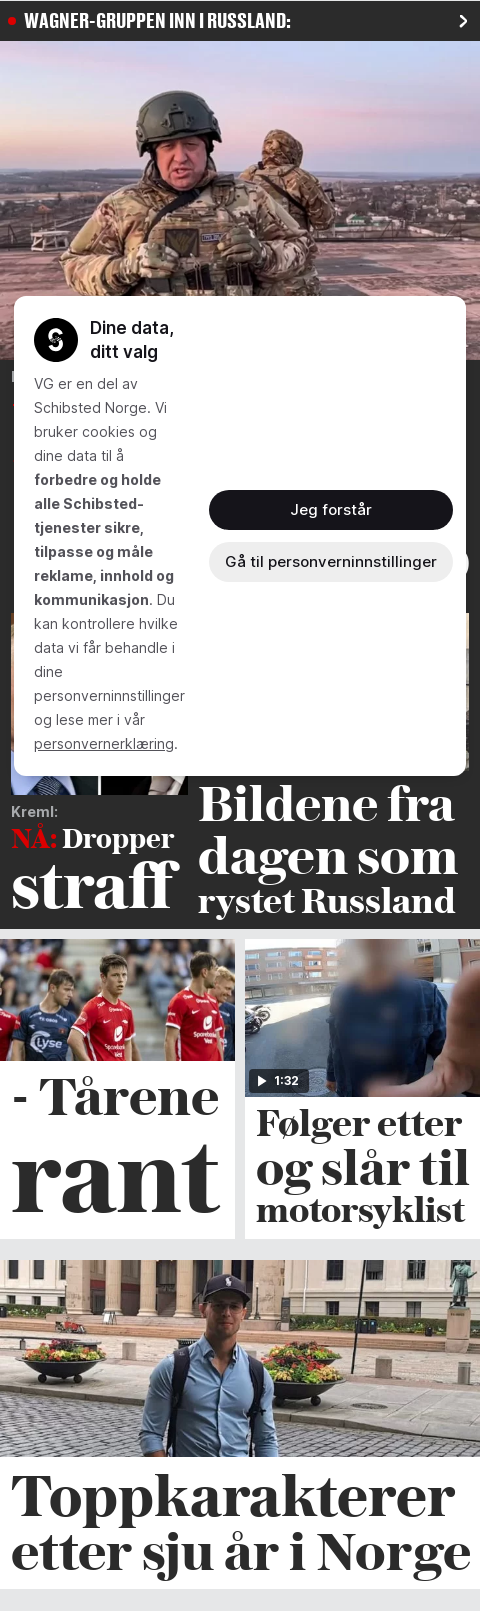 WAGNER-GRUPPEN INN I RUSSLAND:
Dine data,
ditt valg
VG er en del av
Schibsted Norge. Vi
bruker cookies og
dine data til å
forbedre og holde
alle Schibsted-
tjenester sikre,
tilpasse og måle
reklame, innhold og
kommunikasjon. Du
kan kontrollere hvilke
data vi får behandle i
dine
personverninnstillinger
og lese mer i vår
personvernerklæring.
Jeg forstår
Gå til personverninnstillinger
Kreml:
NÅ: Dropper
straff
Bildene fra
dagen som
rystet Russland
Lyse
Sparebanken
Vest
- Tårene
rant
1:32
Følger etter
og slår til
motorsyklist
Toppkarakterer
etter sju år i Norge